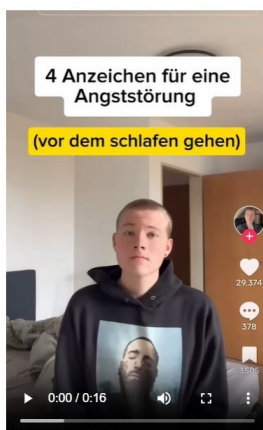 4 Anzeichen für eine
Angststörung
(vor dem schlafen gehen)
29.374
378
3505
0:00 / 0:16